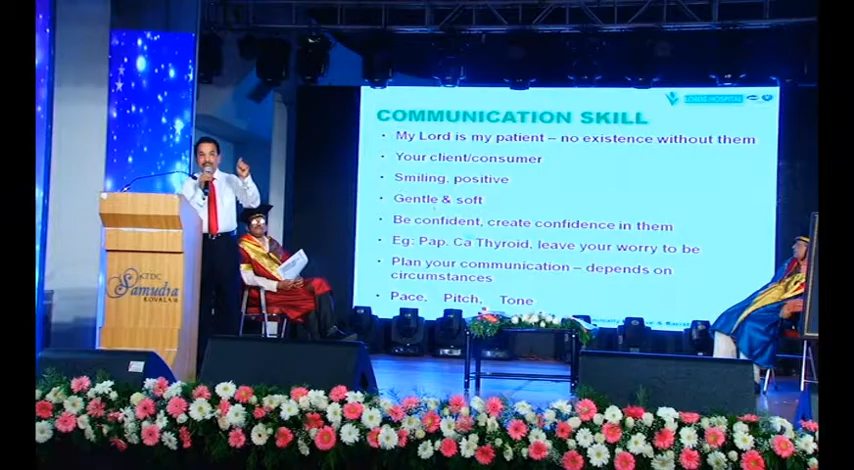 COMMUNICATION SKILL
HOSPITAL
• My Lord is my patient – no existence without them
• Your client/consumer
• Smiling, positive
• Gentle & soft
• Be confident, create confidence in them
• Eg: Pap. Ca Thyroid, leave your worry to me
• Plan your communication – depends on
circumstances
• Pace, Pitch, Tone
KTDC
Samudra
KOVALAM